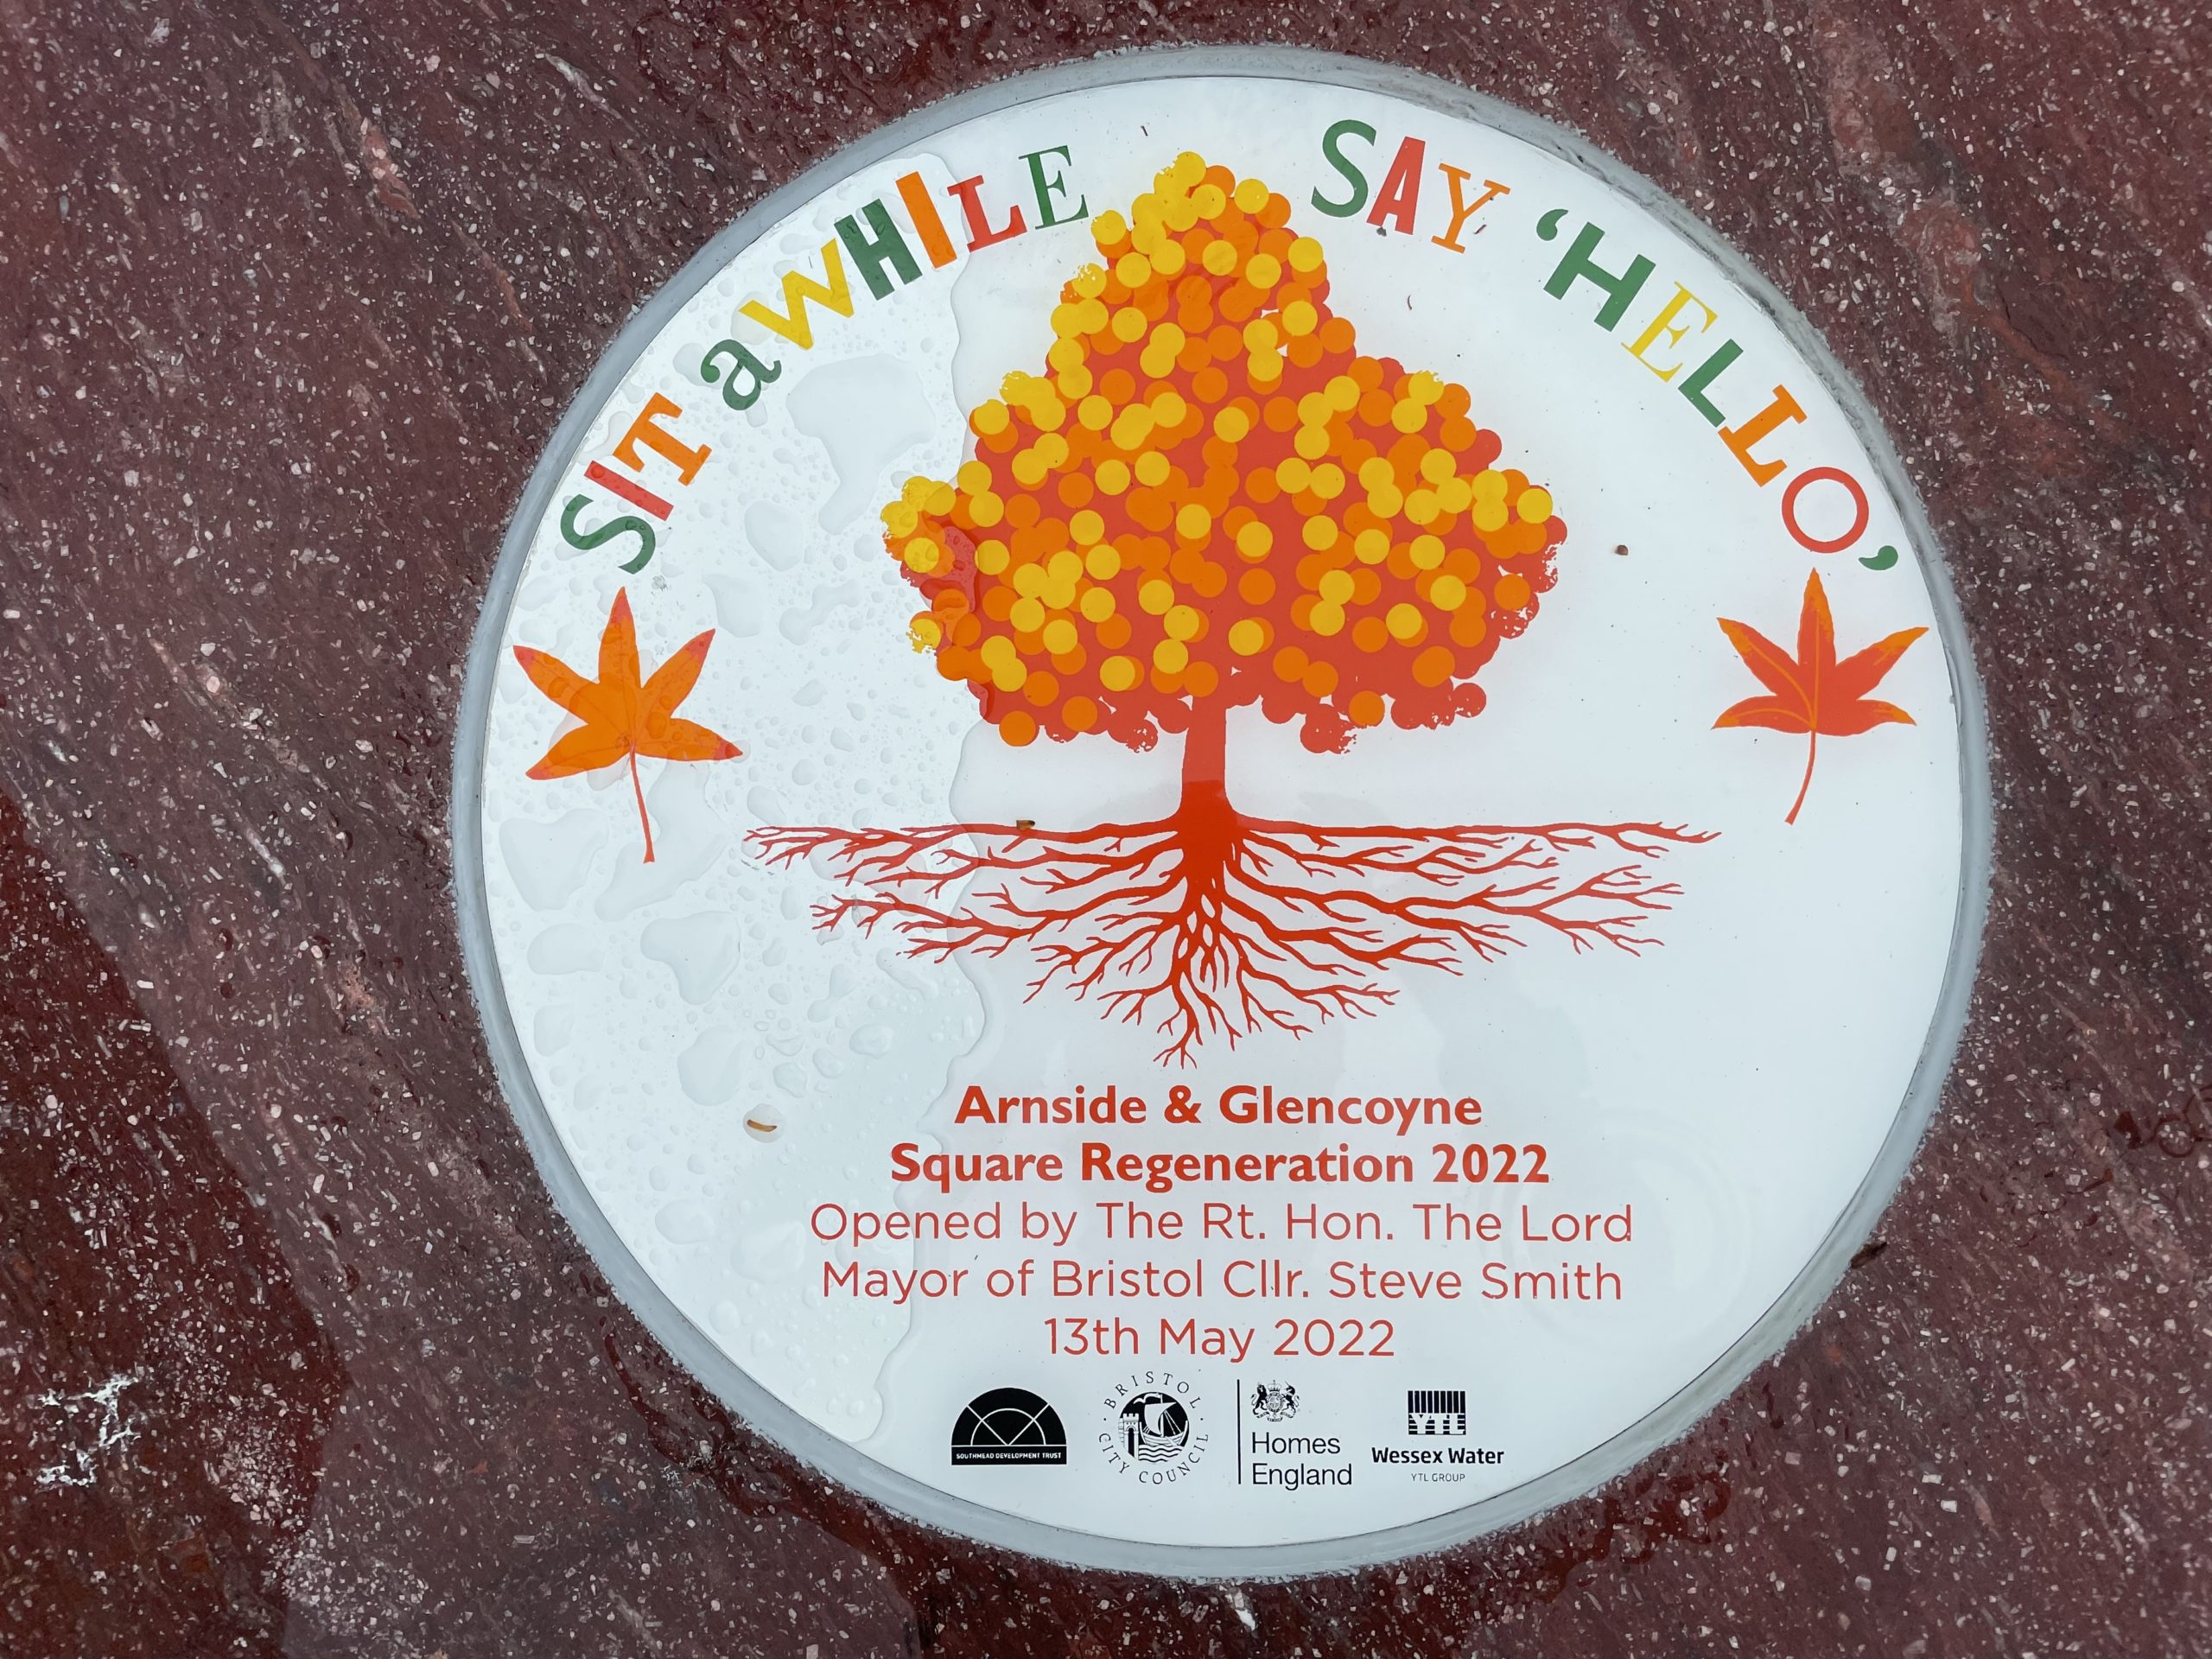 SIT a WHILE SAY ‘HELLO’
Arnside & Glencoyne
Square Regeneration 2022
Opened by The Rt. Hon. The Lord
Mayor of Bristol Cllr. Steve Smith
13th May 2022
SOUTHMEAD DEVELOPMENT TRUST
BRISTOL
CITY COUNCIL
Homes
England
YTL
Wessex Water
YTL GROUP